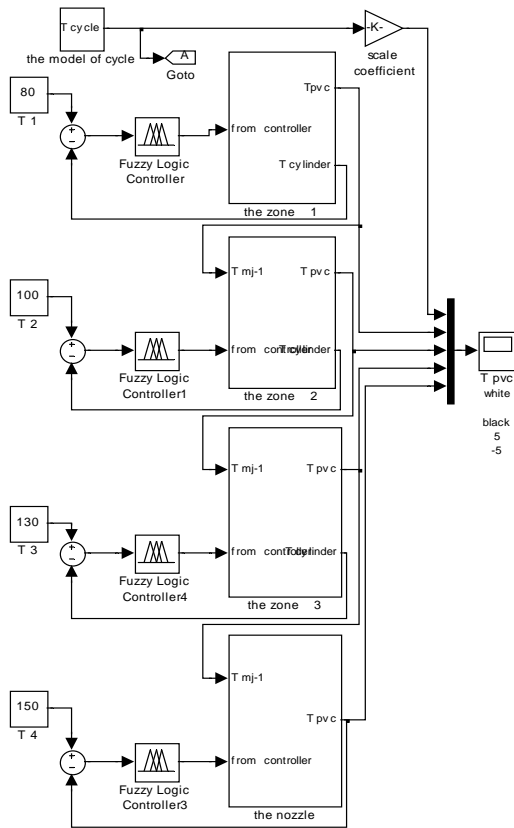 T cycle
the model of cycle
A
Goto
-K-
scale
coefficient
80
T 1
+
−
Fuzzy Logic
Controller
Tpvc
from controller
T cylinder
the zone 1
100
T 2
+
−
Fuzzy Logic
Controller1
T mj-1
T pvc
from controller
T cylinder
the zone 2
T pvc
white
black
5
-5
130
T 3
+
−
Fuzzy Logic
Controller4
T mj-1
T pvc
from controller
T cylinder
the zone 3
150
T 4
+
−
Fuzzy Logic
Controller3
T mj-1
T pvc
from controller
the nozzle